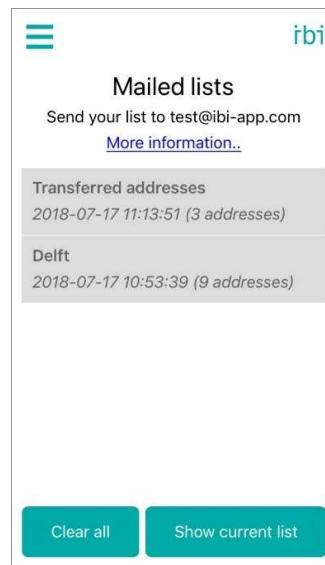 ibi
Mailed lists
Send your list to test@ibi-app.com
More information..
Transferred addresses
2018-07-17 11:13:51 (3 addresses)
Delft
2018-07-17 10:53:39 (9 addresses)
Clear all
Show current list